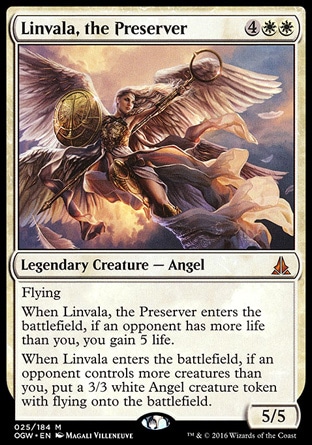 Linvala, the Preserver 4
Legendary Creature — Angel
Flying
When Linvala, the Preserver enters the
battlefield, if an opponent has more life
than you, you gain 5 life.
When Linvala enters the battlefield, if an
opponent controls more creatures than
you, put a 3/3 white Angel creature token
with flying onto the battlefield.
5/5
025/184 M
OGW • EN Magali Villeneuve
™ & © 2016 Wizards of the Coast